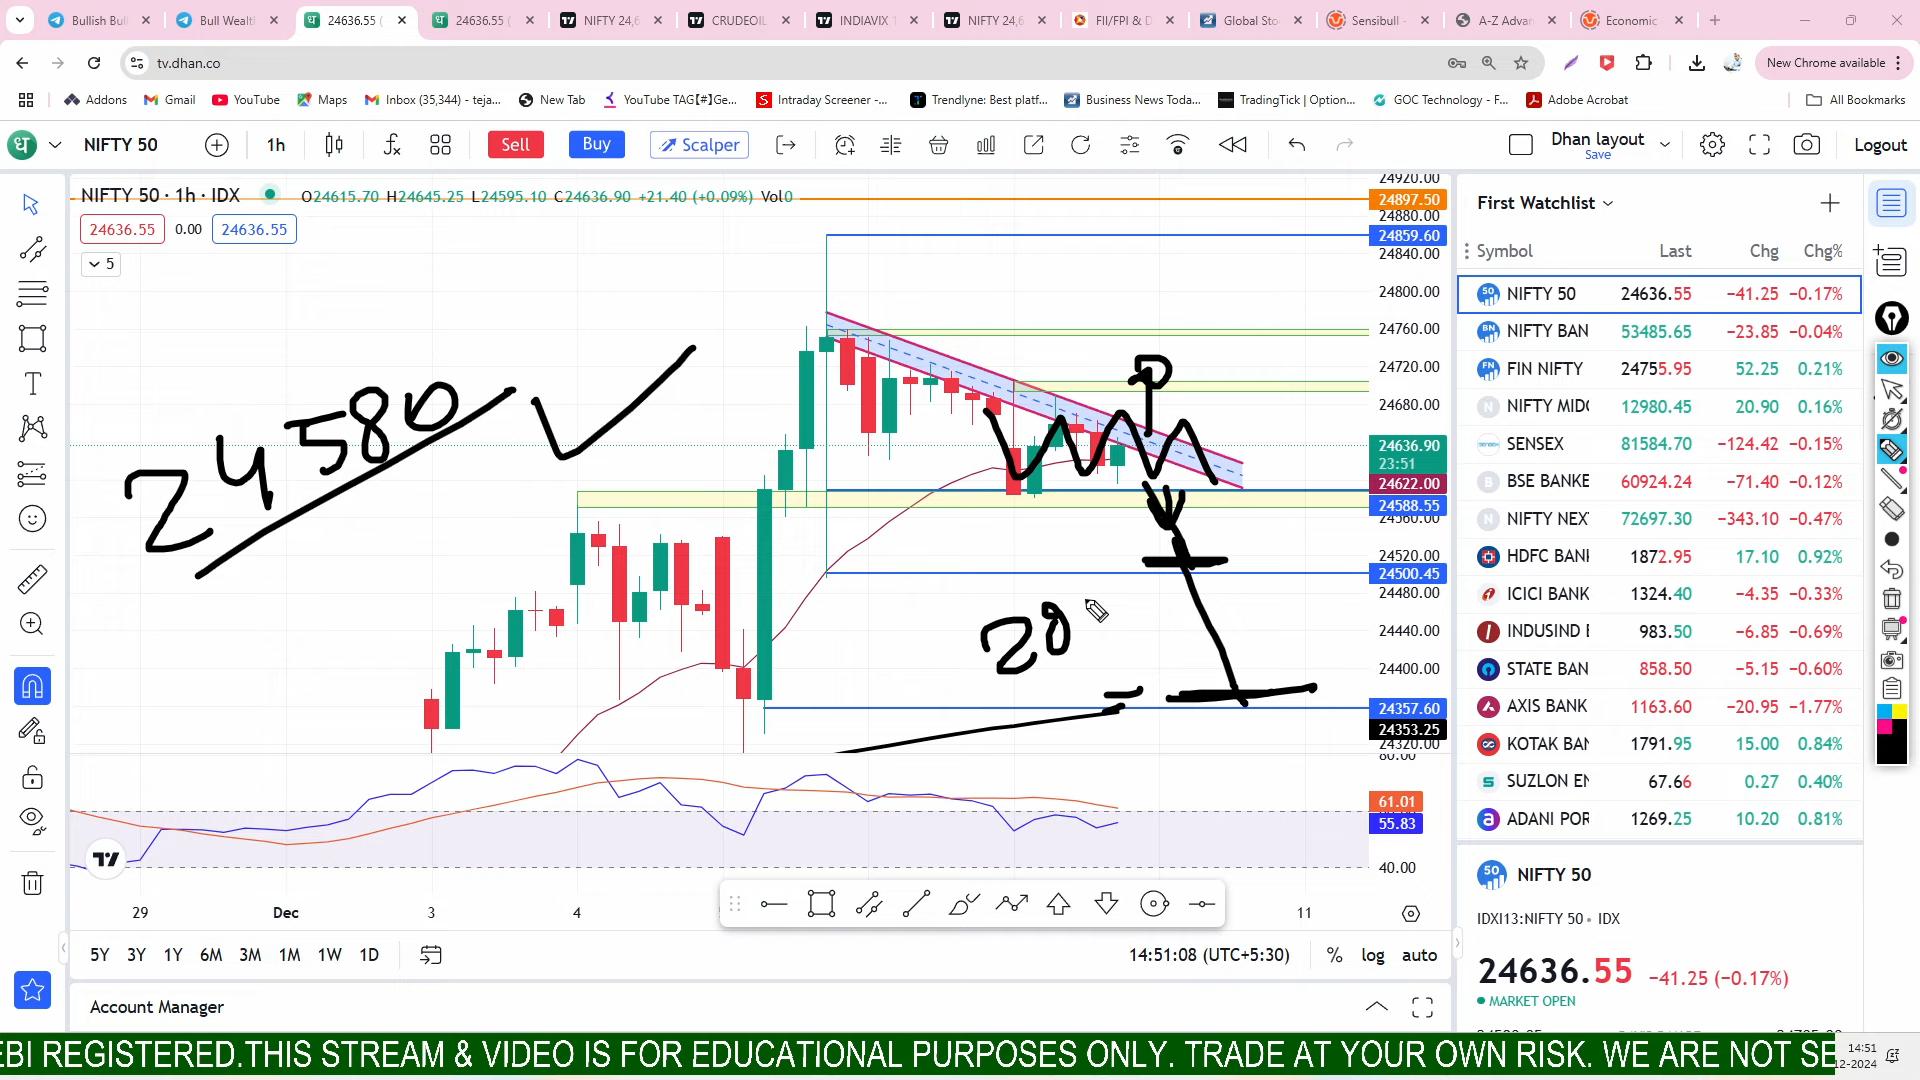 Bullish Bul
Bull Wealt
24636.55 (
24636.55 (
NIFTY 24,6
CRUDEOIL
INDIAVIX 1
NIFTY 24,6
FII/FPI & D
Global Sto
Sensibull -
A-Z Advan
Economic
tv.dhan.co
New Chrome available
Addons
Gmail
YouTube
Maps
Inbox (35,344) - teja...
New Tab
YouTube TAG【#】Ge...
Intraday Screener -...
Trendlyne: Best platf...
Business News Toda...
TradingTick | Option...
GOC Technology - F...
Adobe Acrobat
All Bookmarks
NIFTY 50
1h
Sell
Buy
Scalper
Dhan layout
Save
Logout
NIFTY 50 · 1h · IDX
O24615.70 H24645.25 L24595.10 C24636.90 +21.40 (+0.09%) Vol0
24636.55
0.00
24636.55
5
24580
28
24920.00
24897.50
24880.00
24859.60
24840.00
24800.00
24760.00
24720.00
24680.00
24636.90
23:51
24622.00
24588.55
24560.00
24520.00
24500.45
24480.00
24440.00
24400.00
24357.60
24353.25
24320.00
80.00
61.01
55.83
40.00
29
Dec
3
4
11
5Y 3Y 1Y 6M 3M 1M 1W 1D
14:51:08 (UTC+5:30)
% log auto
Account Manager
First Watchlist
Symbol Last Chg Chg%
NIFTY 50 24636.55 −41.25 −0.17%
NIFTY BAN 53485.65 −23.85 −0.04%
FIN NIFTY 24755.95 52.25 0.21%
NIFTY MIDC 12980.45 20.90 0.16%
SENSEX 81584.70 −124.42 −0.15%
BSE BANKE 60924.24 −71.40 −0.12%
NIFTY NEXT 72697.30 −343.10 −0.47%
HDFC BANK 1872.95 17.10 0.92%
ICICI BANK 1324.40 −4.35 −0.33%
INDUSIND B 983.50 −6.85 −0.69%
STATE BAN 858.50 −5.15 −0.60%
AXIS BANK 1163.60 −20.95 −1.77%
KOTAK BAN 1791.95 15.00 0.84%
SUZLON EN 67.66 0.27 0.40%
ADANI POR 1269.25 10.20 0.81%
NIFTY 50
IDXI13:NIFTY 50 • IDX
24636.55 −41.25 (−0.17%)
MARKET OPEN
EBI REGISTERED.THIS STREAM & VIDEO IS FOR EDUCATIONAL PURPOSES ONLY. TRADE AT YOUR OWN RISK. WE ARE NOT SE
14:51
12-2024